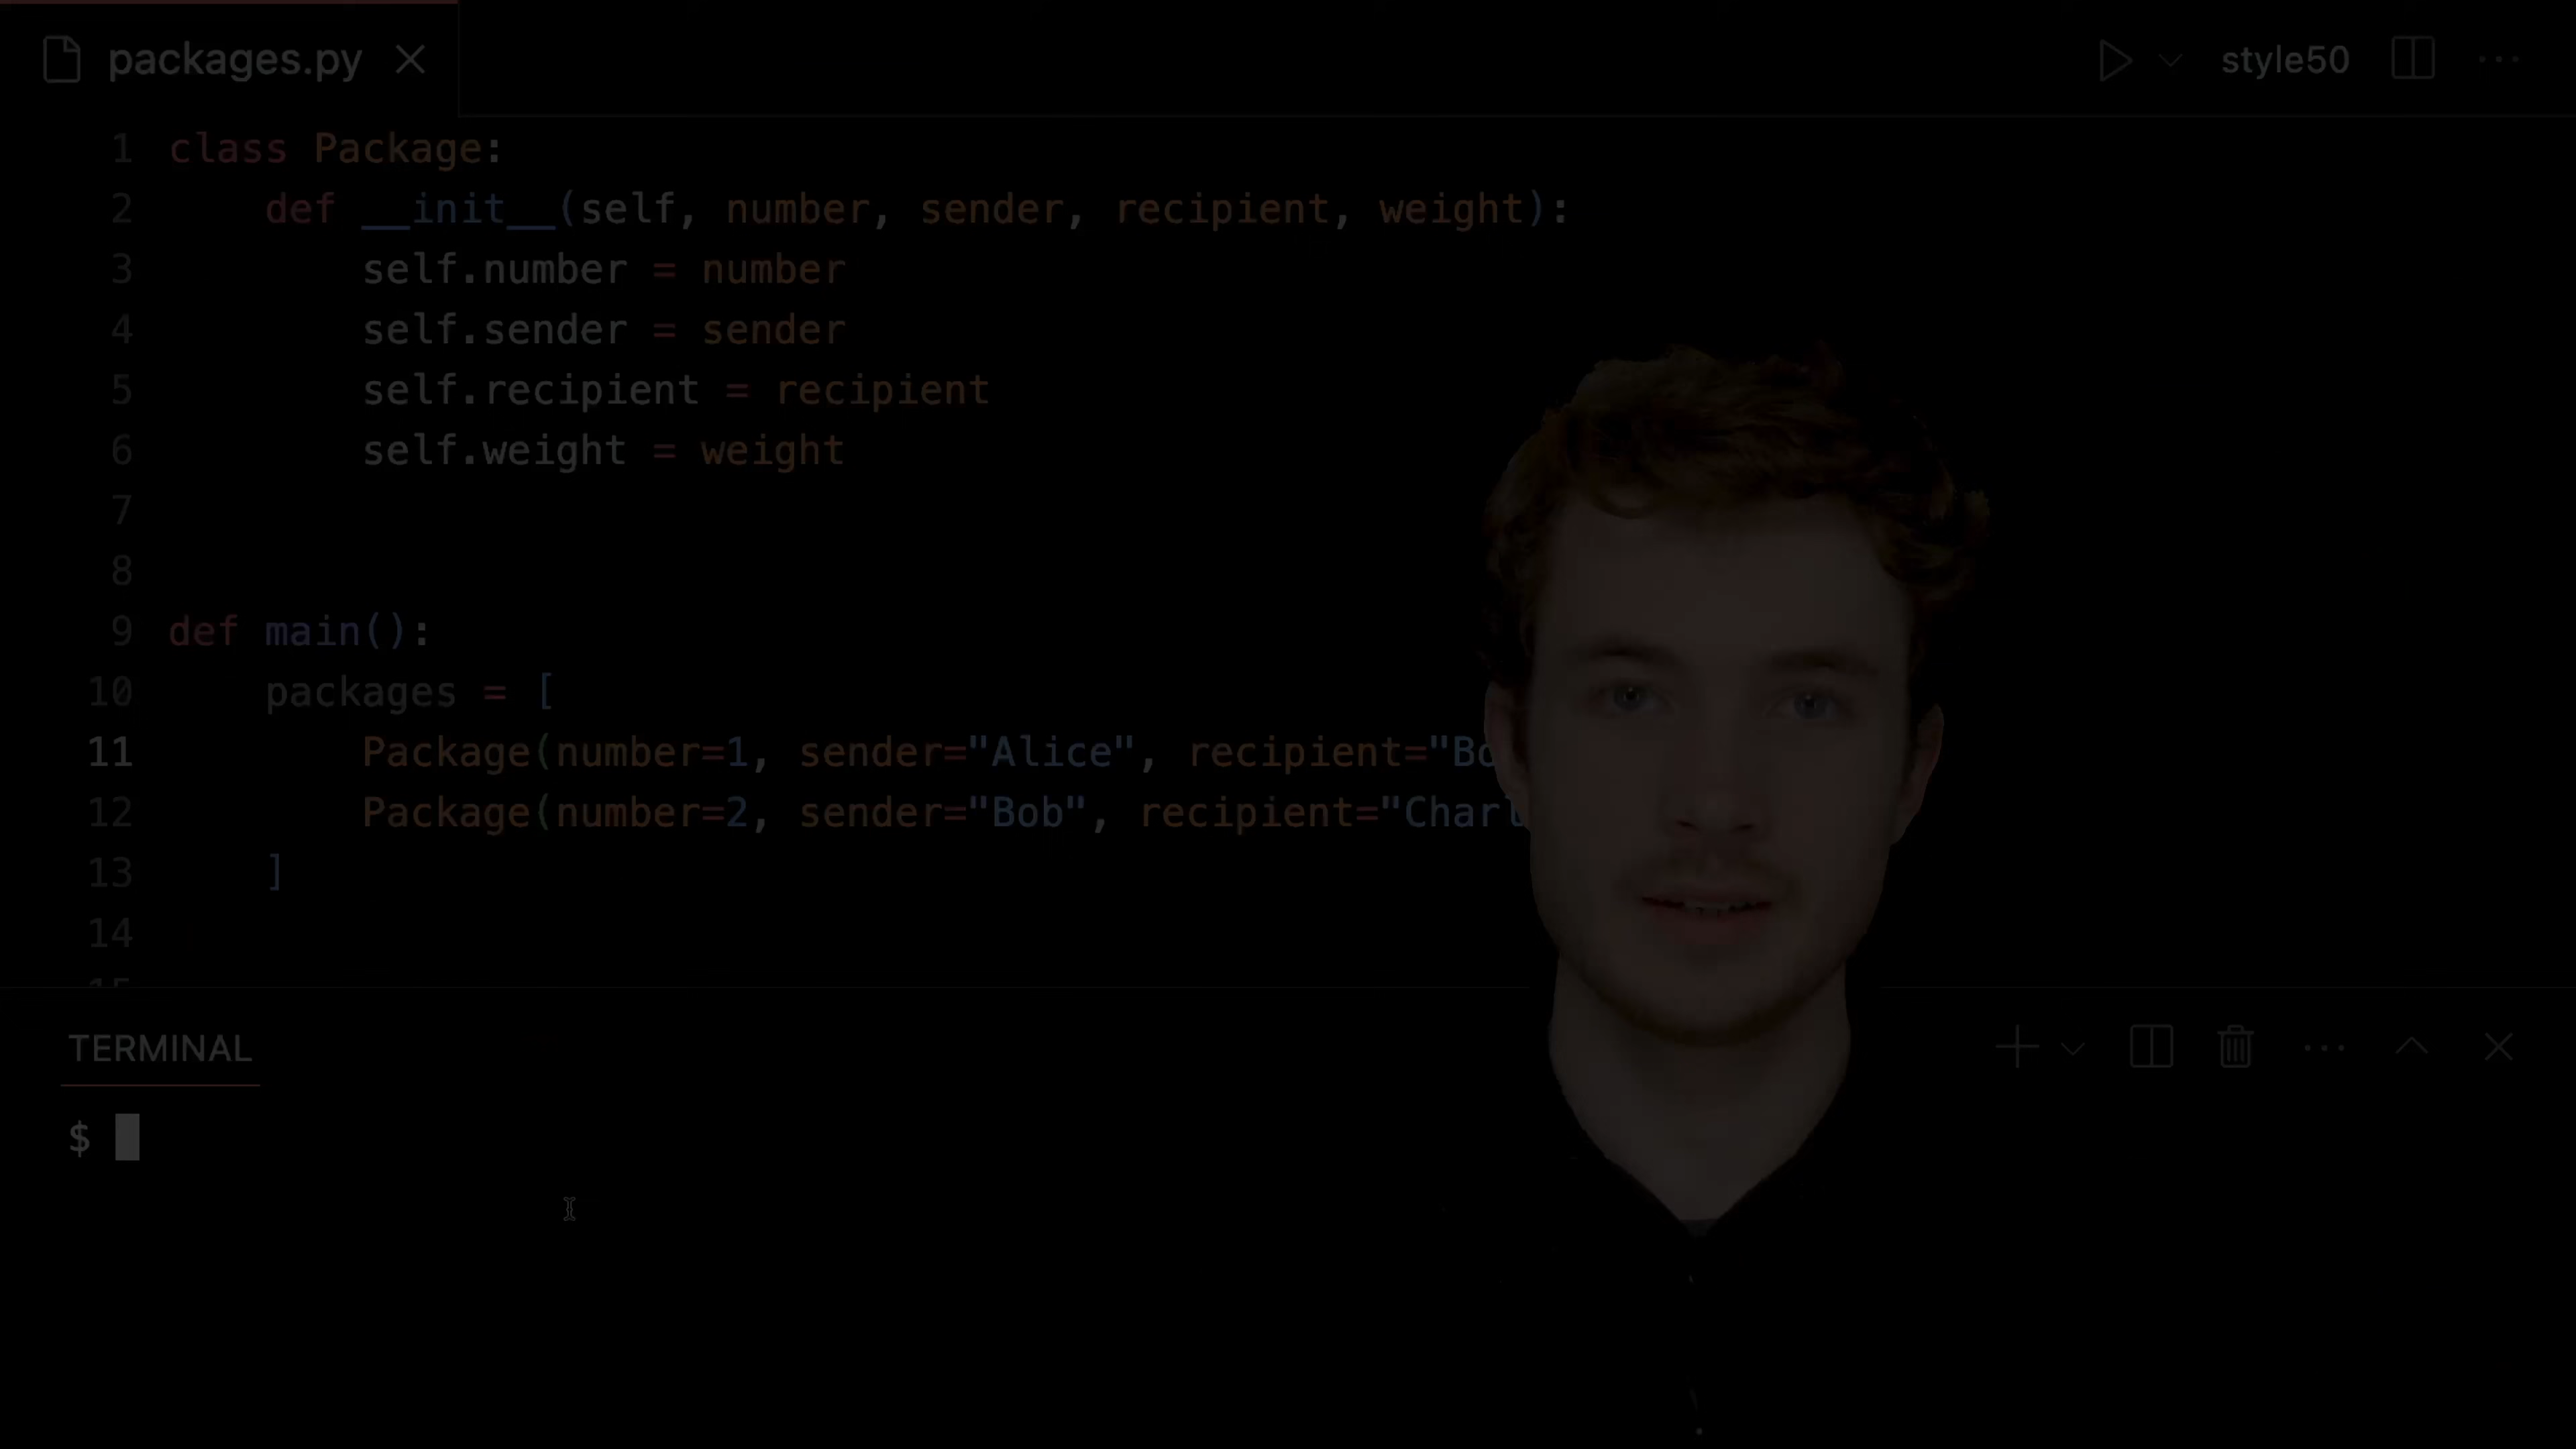 packages.py
style50
1 class Package:
2 def __init__(self, number, sender, recipient, weight):
3 self.number = number
4 self.sender = sender
5 self.recipient = recipient
6 self.weight = weight
7
8
9 def main():
10 packages = [
11 Package(number=1, sender="Alice", recipient="Bo
12 Package(number=2, sender="Bob", recipient="Charl
13 ]
14
TERMINAL
$